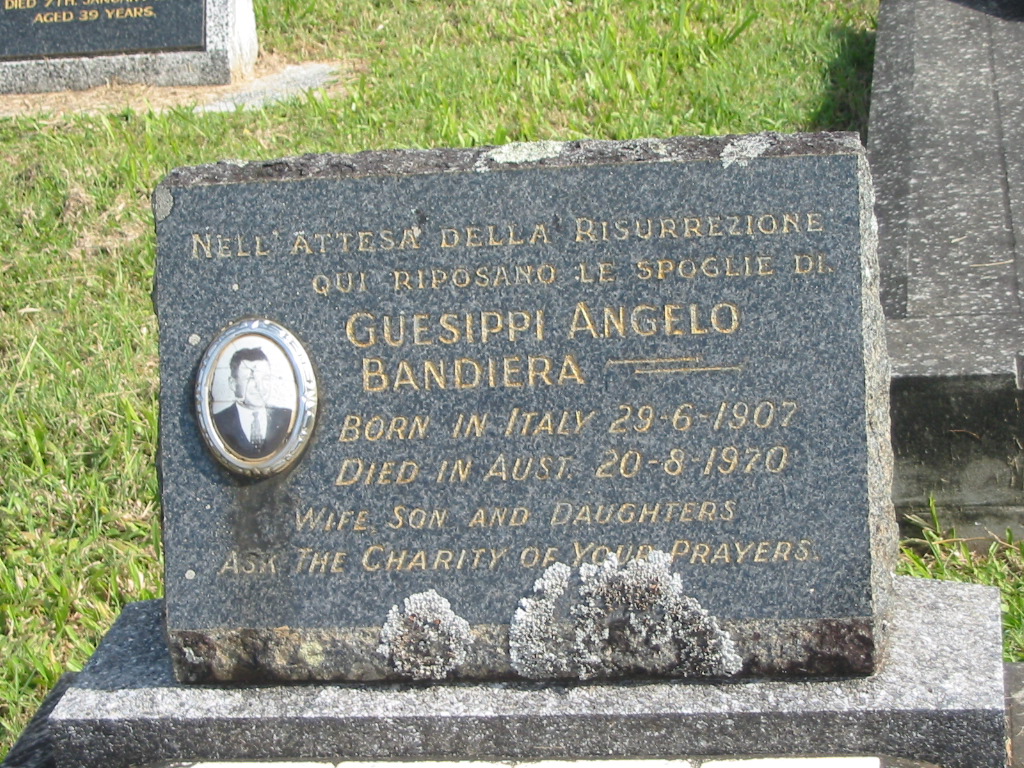 DIED 7TH. JANUARY
AGED 39 YEARS.
NELL' ATTESA DELLA RISURREZIONE
QUI RIPOSANO LE SPOGLIE DI.
GUESIPPI ANGELO
BANDIERA
BORN IN ITALY 29-6-1907
DIED IN AUST. 20-8-1970
WIFE, SON AND DAUGHTERS
ASK THE CHARITY OF YOUR PRAYERS.